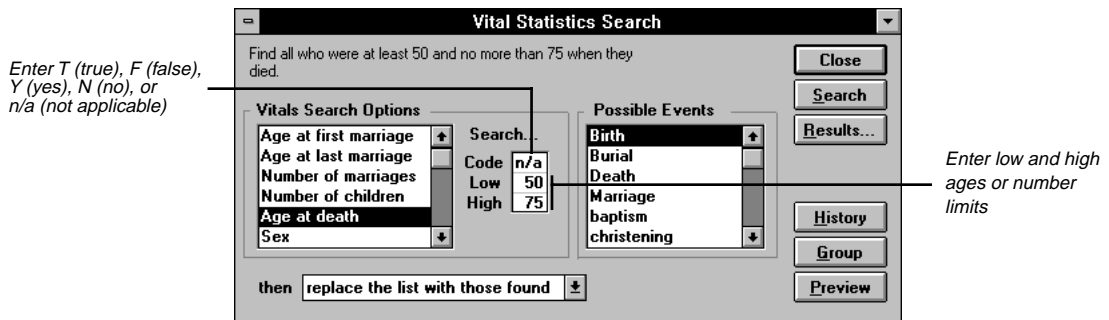 Vital Statistics Search
Find all who were at least 50 and no more than 75 when they
died.
Close
Search
Results...
History
Group
Preview
Enter T (true), F (false),
Y (yes), N (no), or
n/a (not applicable)
Vitals Search Options
Age at first marriage
Age at last marriage
Number of marriages
Number of children
Age at death
Sex
Search...
Code n/a
Low 50
High 75
Possible Events
Birth
Burial
Death
Marriage
baptism
christening
Enter low and high
ages or number
limits
then replace the list with those found